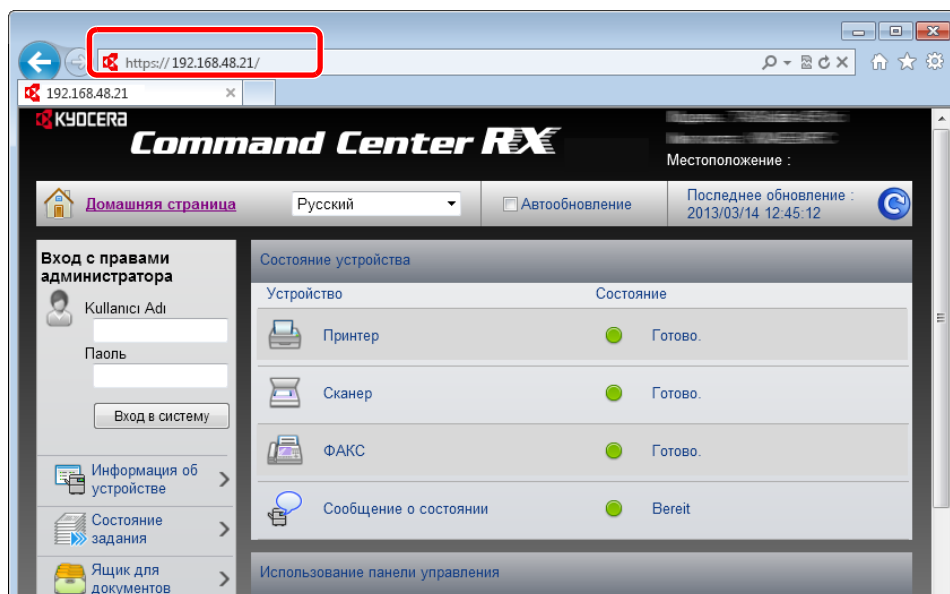 https://192.168.48.21/
192.168.48.21
KYOCERA
Command Center RX
Местоположение :
Домашняя страница
Русский
Автообновление
Последнее обновление :
2013/03/14 12:45:12
Вход с правами
администратора
Kullanıcı Adı
Паоль
Вход в систему
Информация об
устройстве
Состояние
задания
Ящик для
документов
Состояние устройства
Устройство Состояние
Принтер Готово.
Сканер Готово.
ФАКС Готово.
Сообщение о состоянии Bereit
Использование панели управления